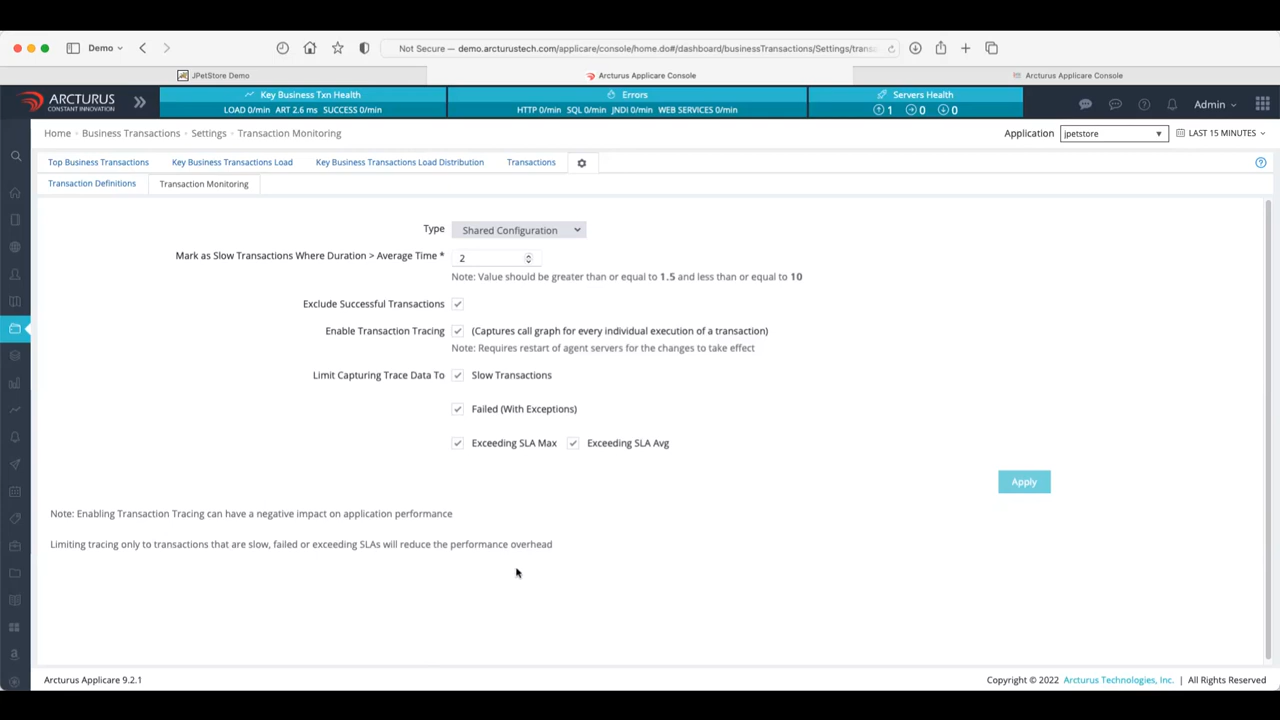 Demo
Not Secure — demo.arcturustech.com/applicare/console/home.do#/dashboard/businessTransactions/Settings/trans...
JPetStore Demo
Arcturus Applicare Console
Arcturus Applicare Console
ARCTURUS
CONSTANT INNOVATION
Key Business Txn Health
LOAD 0/min ART 2.6 ms SUCCESS 0/min
Errors
HTTP 0/min SQL 0/min JNDI 0/min WEB SERVICES 0/min
Servers Health
1 0 0
Admin
Home Business Transactions Settings Transaction Monitoring
Application jpetstore LAST 15 MINUTES
Top Business Transactions Key Business Transactions Load Key Business Transactions Load Distribution Transactions
Transaction Definitions Transaction Monitoring
Type Shared Configuration
Mark as Slow Transactions Where Duration > Average Time * 2
Note: Value should be greater than or equal to 1.5 and less than or equal to 10
Exclude Successful Transactions
Enable Transaction Tracing (Captures call graph for every individual execution of a transaction)
Note: Requires restart of agent servers for the changes to take effect
Limit Capturing Trace Data To Slow Transactions
Failed (With Exceptions)
Exceeding SLA Max Exceeding SLA Avg
Apply
Note: Enabling Transaction Tracing can have a negative impact on application performance
Limiting tracing only to transactions that are slow, failed or exceeding SLAs will reduce the performance overhead
Arcturus Applicare 9.2.1
Copyright © 2022 Arcturus Technologies, Inc. | All Rights Reserved